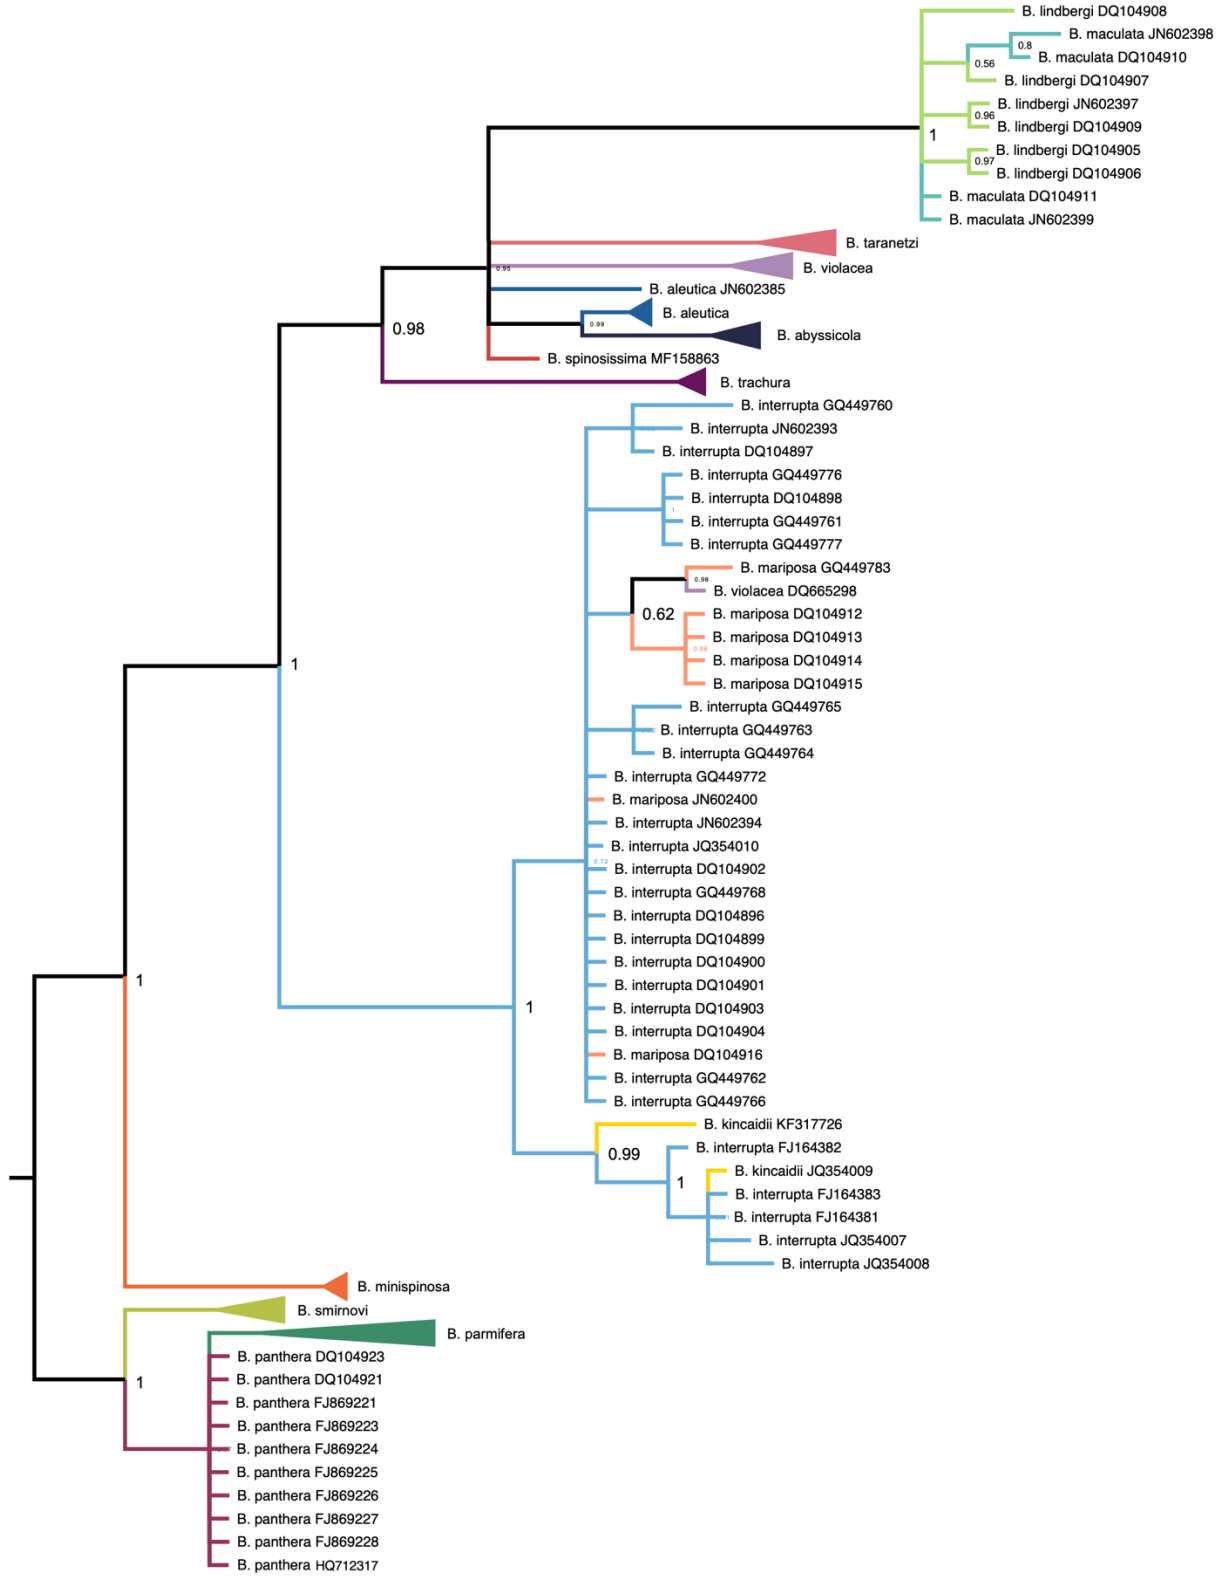 B. lindbergi DQ104908
B. maculata JN602398
0.8
B. maculata DQ104910
0.56
B. lindbergi DQ104907
B. lindbergi JN602397
0.96
B. lindbergi DQ104909
1
B. lindbergi DQ104905
0.97
B. lindbergi DQ104906
B. maculata DQ104911
B. maculata JN602399
B. taranetzi
0.95
B. violacea
B. aleutica JN602385
B. aleutica
0.99
0.98
B. abyssicola
B. spinosissima MF158863
B. trachura
B. interrupta GQ449760
B. interrupta JN602393
B. interrupta DQ104897
B. interrupta GQ449776
B. interrupta DQ104898
1
B. interrupta GQ449761
B. interrupta GQ449777
B. mariposa GQ449783
0.98
B. violacea DQ665298
0.62
B. mariposa DQ104912
B. mariposa DQ104913
B. mariposa DQ104914
B. mariposa DQ104915
1
B. interrupta GQ449765
B. interrupta GQ449763
B. interrupta GQ449764
B. interrupta GQ449772
B. mariposa JN602400
B. interrupta JN602394
B. interrupta JQ354010
0.72
B. interrupta DQ104902
B. interrupta GQ449768
B. interrupta DQ104896
B. interrupta DQ104899
B. interrupta DQ104900
1
B. interrupta DQ104901
1
B. interrupta DQ104903
B. interrupta DQ104904
B. mariposa DQ104916
B. interrupta GQ449762
B. interrupta GQ449766
B. kincaidii KF317726
0.99
B. interrupta FJ164382
B. kincaidii JQ354009
1
B. interrupta FJ164383
B. interrupta FJ164381
B. interrupta JQ354007
B. interrupta JQ354008
B. minispinosa
B. smirnovi
B. parmifera
B. panthera DQ104923
1
B. panthera DQ104921
B. panthera FJ869221
B. panthera FJ869223
B. panthera FJ869224
B. panthera FJ869225
B. panthera FJ869226
B. panthera FJ869227
B. panthera FJ869228
B. panthera HQ712317